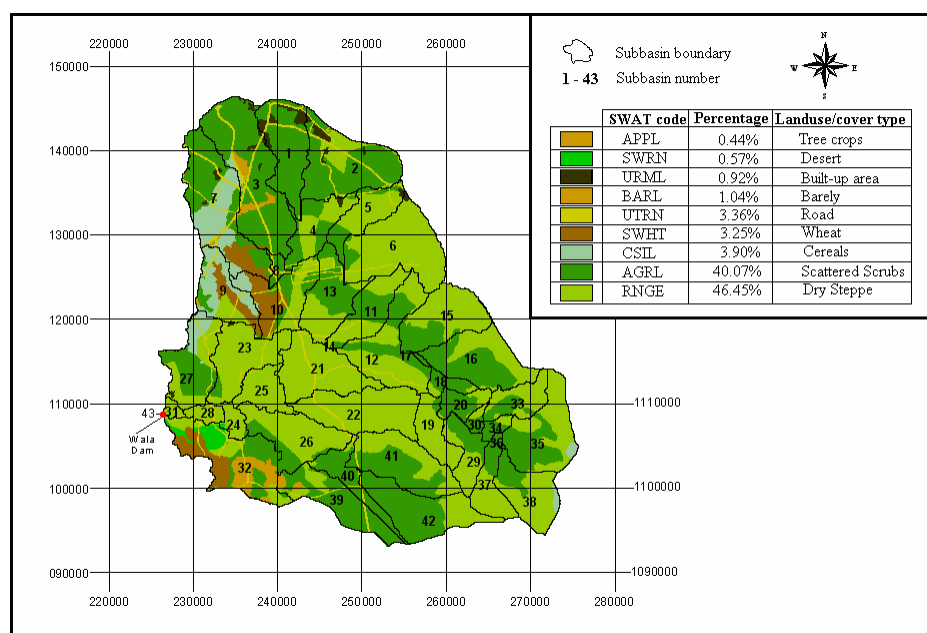 220000 230000 240000 250000 260000
N
W E
S
Subbasin boundary
1 - 43 Subbasin number
SWAT code Percentage Landuse/cover type
APPL 0.44% Tree crops
SWRN 0.57% Desert
URML 0.92% Built-up area
BARL 1.04% Barely
UTRN 3.36% Road
SWHT 3.25% Wheat
CSIL 3.90% Cereals
AGRL 40.07% Scattered Scrubs
RNGE 46.45% Dry Steppe
150000
140000
130000
120000
110000 1110000
100000 1100000
090000 1090000
1
2
3
7
5
4
6
8
9
13
10
11
15
23
14
12
17
16
21
27
18
25
20
33
43 31 28
22
24
19
30
34
Wala
Dam
26
36
35
41
29
32
40
37
39
38
42
220000 230000 240000 250000 260000 270000 280000